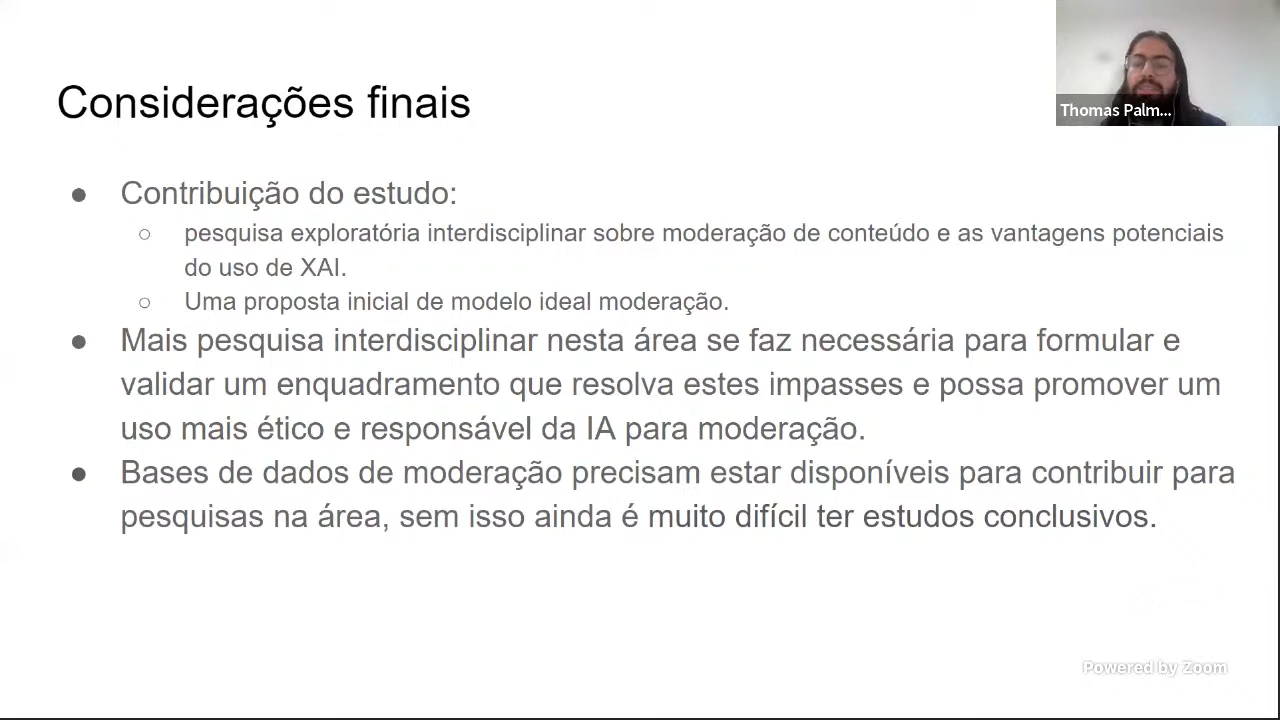 Considerações finais
Thomas Palm...
● Contribuição do estudo:
○ pesquisa exploratória interdisciplinar sobre moderação de conteúdo e as vantagens potenciais
do uso de XAI.
○ Uma proposta inicial de modelo ideal moderação.
● Mais pesquisa interdisciplinar nesta área se faz necessária para formular e
validar um enquadramento que resolva estes impasses e possa promover um
uso mais ético e responsável da IA para moderação.
● Bases de dados de moderação precisam estar disponíveis para contribuir para
pesquisas na área, sem isso ainda é muito difícil ter estudos conclusivos.
Powered by Zoom